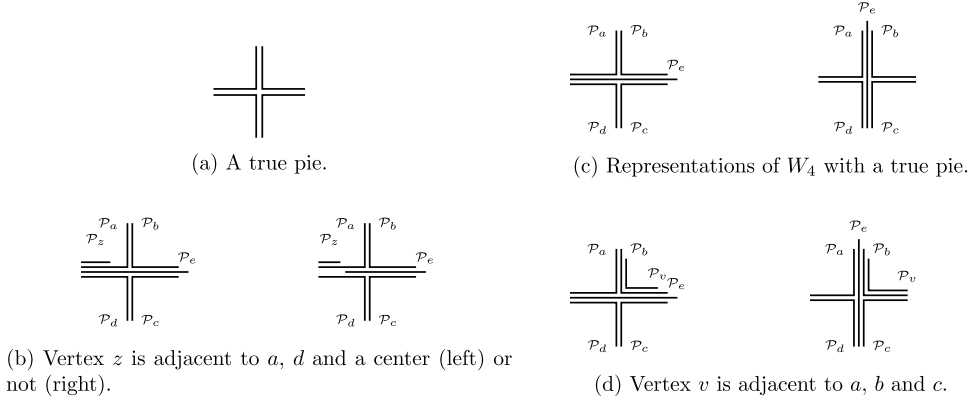 (a) A true pie.
P_a P_b P_e P_d P_c
P_e P_a P_b P_d P_c
(c) Representations of W_4 with a true pie.
P_a P_b P_z P_e P_d P_c
P_a P_b P_z P_e P_d P_c
(b) Vertex z is adjacent to a, d and a center (left) or
not (right).
P_a P_b P_v P_e P_d P_c
P_e P_a P_b P_v P_d P_c
(d) Vertex v is adjacent to a, b and c.